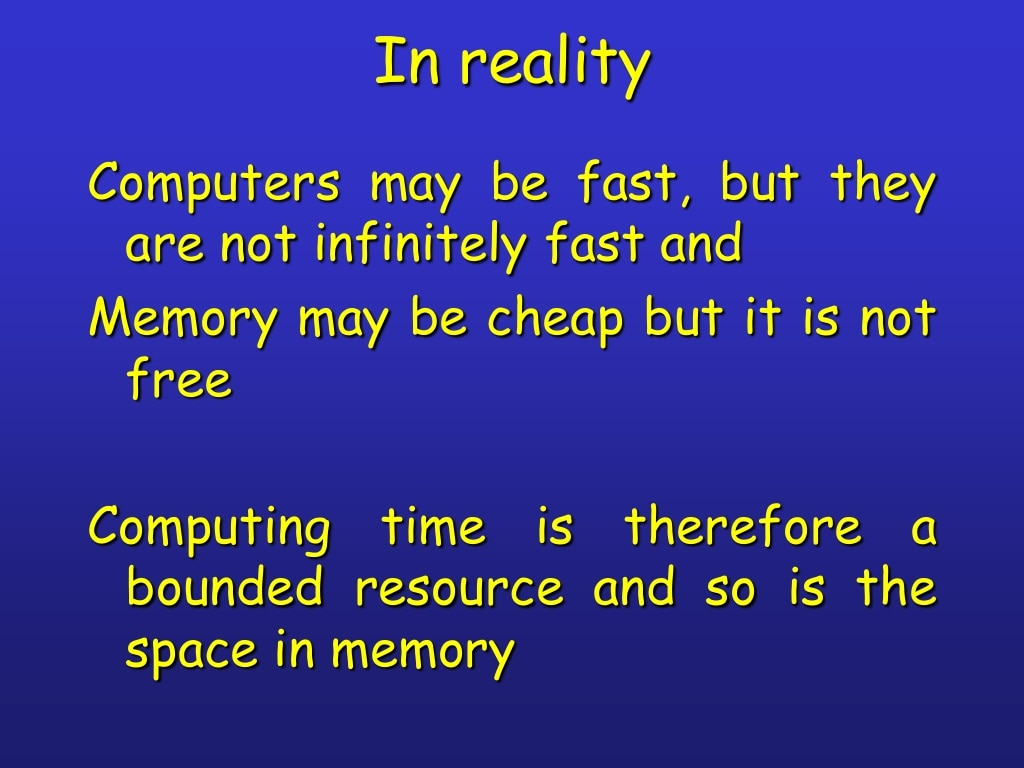 In reality
Computers may be fast, but they
are not infinitely fast and
Memory may be cheap but it is not
free
Computing time is therefore a
bounded resource and so is the
space in memory